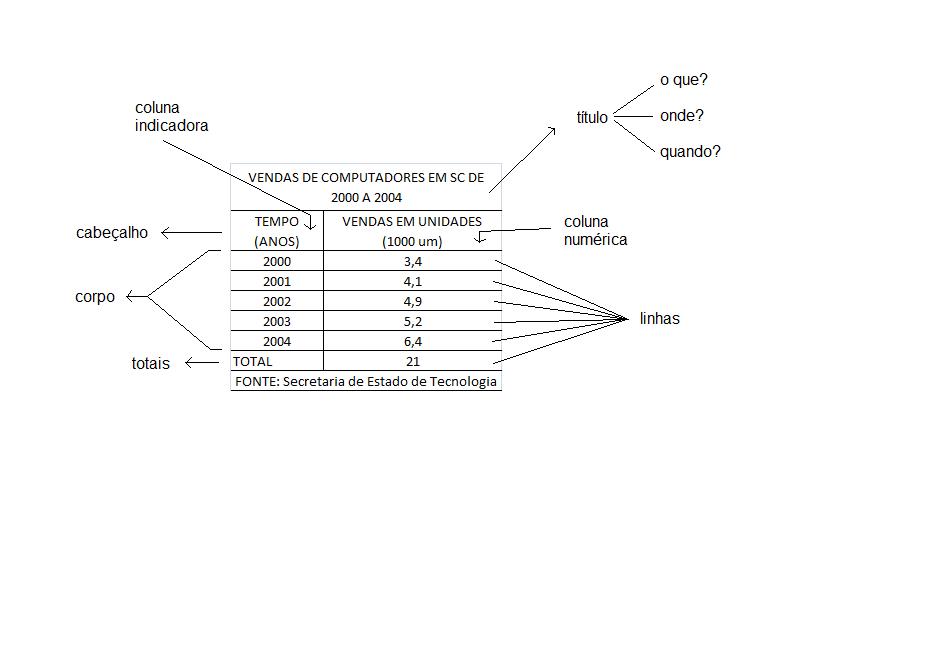 o que?
coluna
indicadora
título
onde?
quando?
VENDAS DE COMPUTADORES EM SC DE
2000 A 2004
cabeçalho
TEMPO
(ANOS)
VENDAS EM UNIDADES
(1000 um)
coluna
numérica
2000 3,4
2001 4,1
corpo
2002 4,9
2003 5,2
linhas
2004 6,4
totais
TOTAL 21
FONTE: Secretaria de Estado de Tecnologia